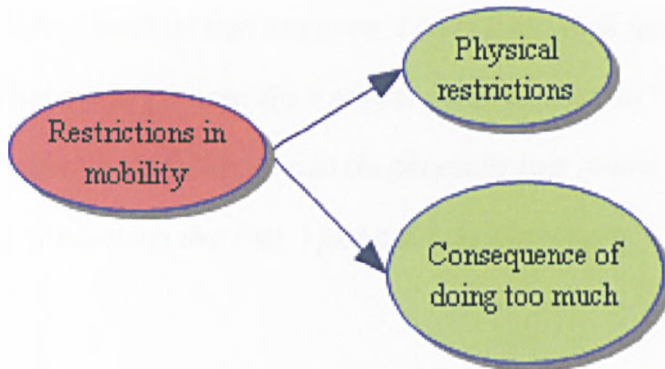 Physical
restrictions
Restrictions in
mobility
Consequence of
doing too much